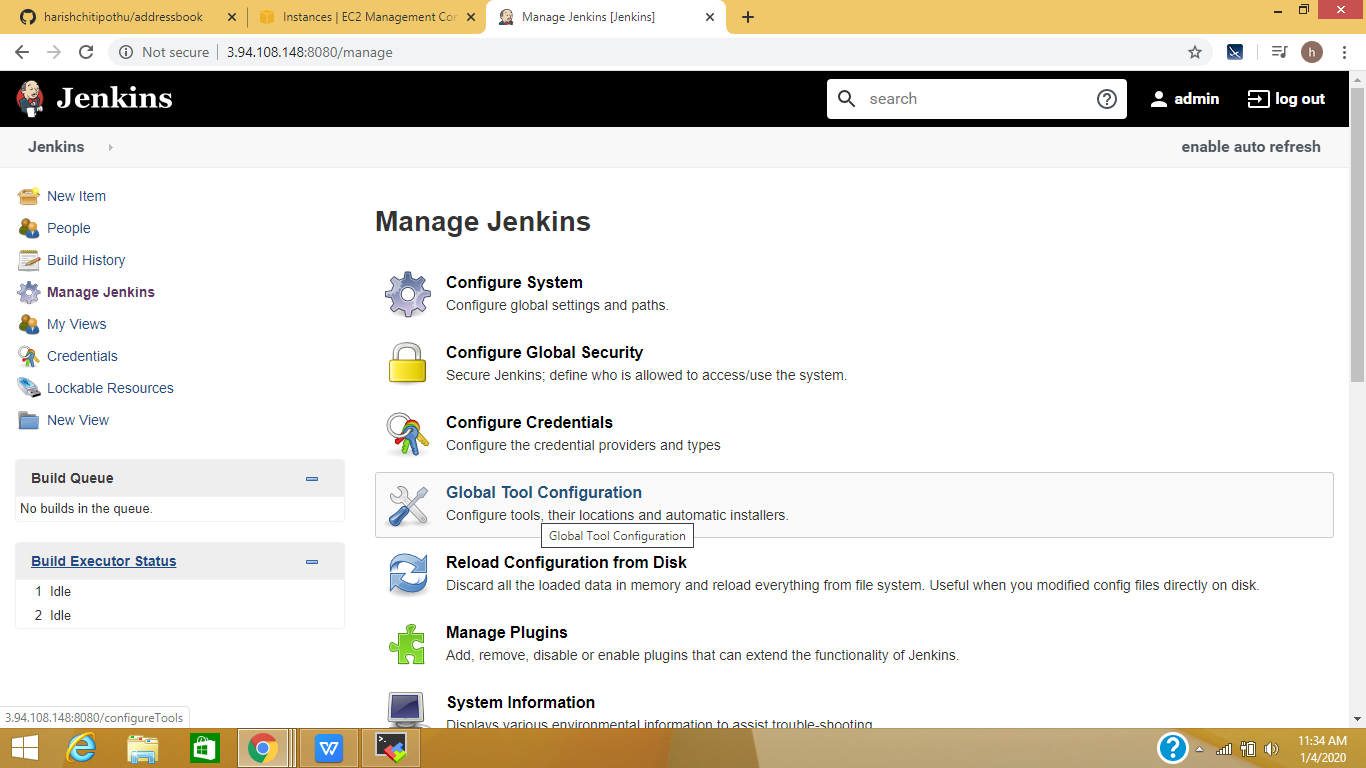 harishchitipothu/addressbook
Instances | EC2 Management Con
Manage Jenkins [Jenkins]
Not secure
3.94.108.148:8080/manage
h
Jenkins
search
admin
log out
Jenkins
enable auto refresh
New Item
People
Build History
Manage Jenkins
My Views
Credentials
Lockable Resources
New View
Build Queue
No builds in the queue.
Build Executor Status
1 Idle
2 Idle
Manage Jenkins
Configure System
Configure global settings and paths.
Configure Global Security
Secure Jenkins; define who is allowed to access/use the system.
Configure Credentials
Configure the credential providers and types
Global Tool Configuration
Configure tools, their locations and automatic installers.
Global Tool Configuration
Reload Configuration from Disk
Discard all the loaded data in memory and reload everything from file system. Useful when you modified config files directly on disk.
Manage Plugins
Add, remove, disable or enable plugins that can extend the functionality of Jenkins.
System Information
Displays various environmental information to assist trouble-shooting.
3.94.108.148:8080/configureTools
11:34 AM
1/4/2020